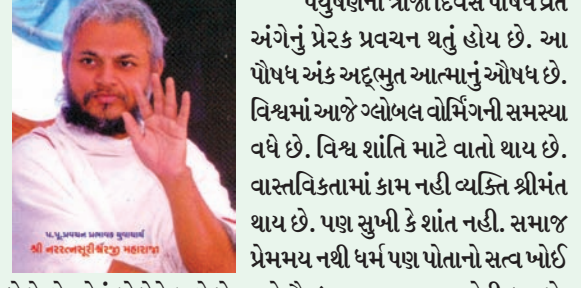 પર્યુષણના ત્રીજા દિવસે પૌષધ વ્રત
અંગેનું પ્રેરક પ્રવચન થતું હોય છે. આ
પૌષધ અંક અદ્ભુત આત્માનું ઔષધ છે.
વિશ્વમાં આજે ગ્લોબલ વોર્મિંગની સમસ્યા
વધે છે. વિશ્વ શાંતિ માટે વાતો થાય છે.
વાસ્તવિકતામાં કામ નહી વ્યક્તિ શ્રીમંત
થાય છે. પણ સુખી કે શાંત નહી. સમાજ
પ્રેમમય નથી ધર્મ પણ પોતાનો સત્વ ખોઈ
પ.પૂ.પ્રવચન પ્રભાવક યુવાચાર્ય
શ્રી નરરત્નસૂરીશ્વરજી મહારાજા